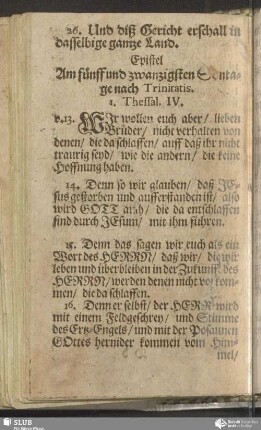 26. Und diß Gericht erschall in
dasselbige gantze Land.
Epistel
Am fünff und zwanzigsten Sonta-
ge nach Trinitatis.
1. Thessal. IV.
v.13. WJr wollen euch aber/ lieben
Brüder/ nicht verhalten von
denen/ die da schlaffen/ auff daß ihr nicht
traurig seyd/ wie die andern/ die keine
Hoffnung haben.
14. Denn so wir glauben/ daß JE-
sus gestorben und aufferstanden ist/ also
wird GOTT auch/ die da entschlaffen
sind durch JEsum/ mit ihm führen.
15. Denn das sagen wir euch als ein
Wort des HERRN/ daß wir/ die wir
leben und überbleiben in der Zukunfft des
HERRN/ werden denen nicht vorkom-
men/ die da schlaffen.
16. Denn er selbst/ der HERR wird
mit einem Feldgeschrey/ und Stimme
des Ertz-Engels/ und mit der Posaunen
GOttes hernider kommen vom Him-
mel/
SLUB